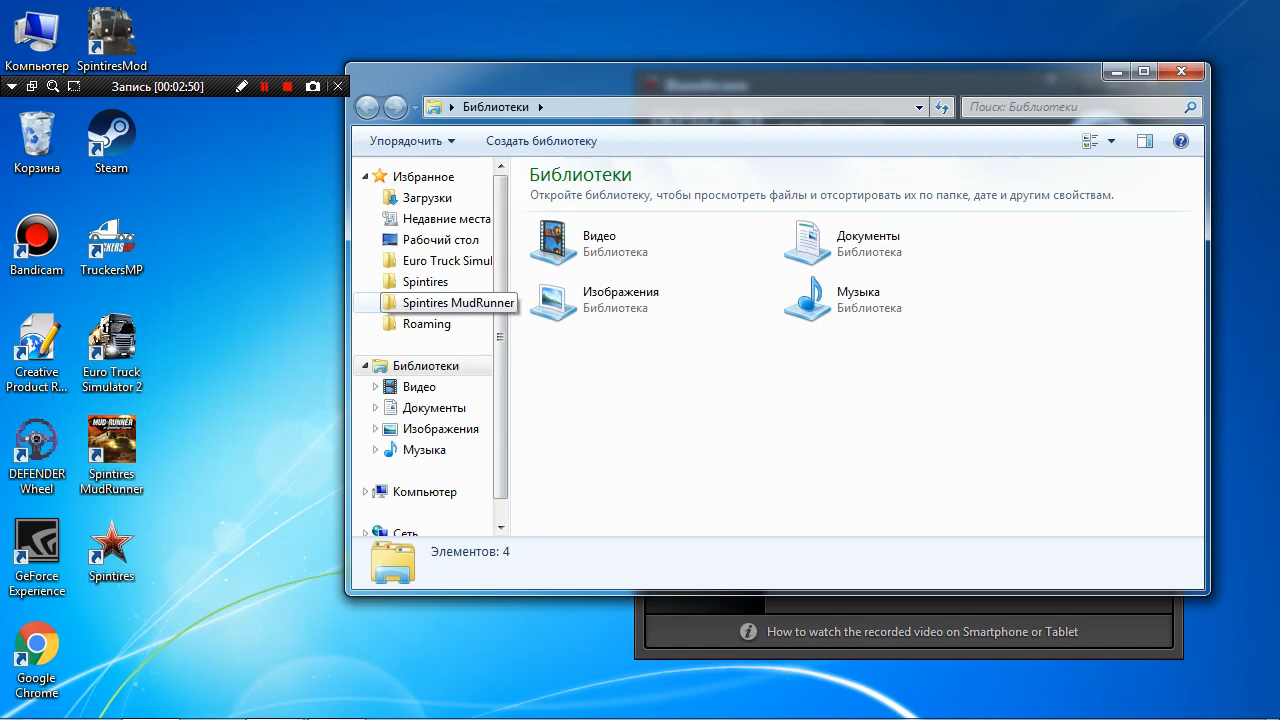 Компьютер
SpintiresMod
Запись [00:02:50]
Корзина
Steam
Bandicam
TruckersMP
Creative
Product R...
Euro Truck
Simulator 2
DEFENDER
Wheel
Spintires
MudRunner
GeForce
Experience
Spintires
Google
Chrome
Bandicam
Библиотеки
Поиск: Библиотеки
Упорядочить
Создать библиотеку
Избранное
Загрузки
Недавние места
Рабочий стол
Euro Truck Simul
Spintires
Spintires MudRunner
Roaming
Библиотеки
Видео
Документы
Изображения
Музыка
Компьютер
Сеть
Библиотеки
Откройте библиотеку, чтобы просмотреть файлы и отсортировать их по папке, дате и другим свойствам.
Видео
Библиотека
Документы
Библиотека
Изображения
Библиотека
Музыка
Библиотека
Элементов: 4
How to watch the recorded video on Smartphone or Tablet